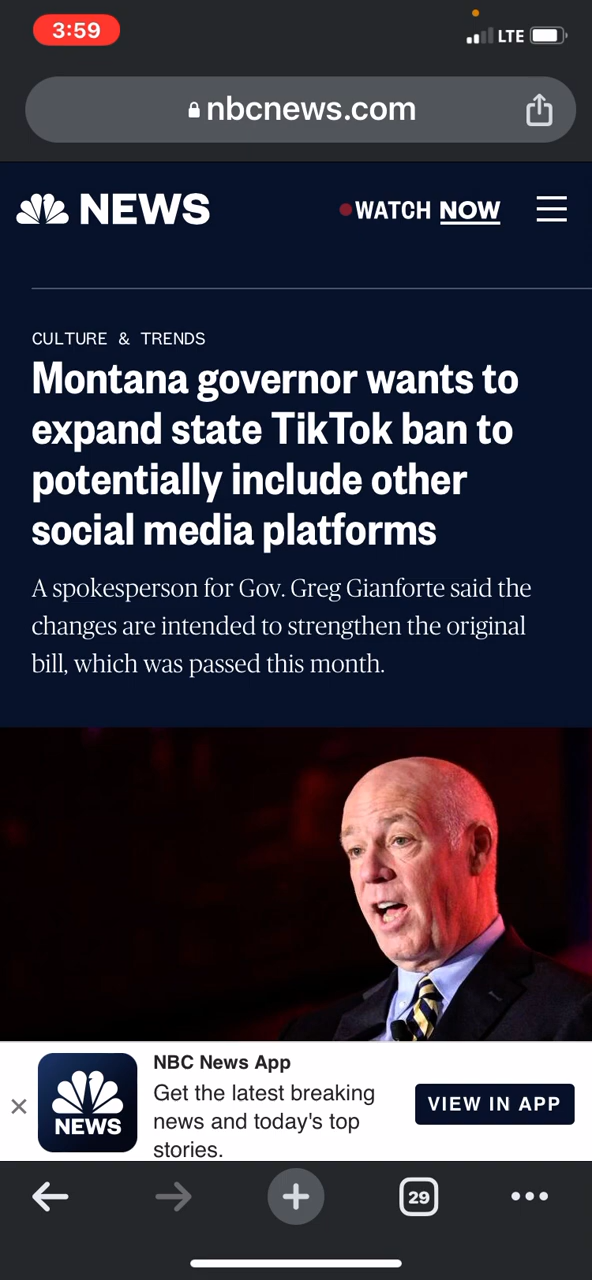 3:59
LTE
nbcnews.com
NEWS
WATCH NOW
CULTURE & TRENDS
Montana governor wants to
expand state TikTok ban to
potentially include other
social media platforms
A spokesperson for Gov. Greg Gianforte said the
changes are intended to strengthen the original
bill, which was passed this month.
NBC News App
Get the latest breaking
news and today's top
stories.
NEWS
VIEW IN APP
29